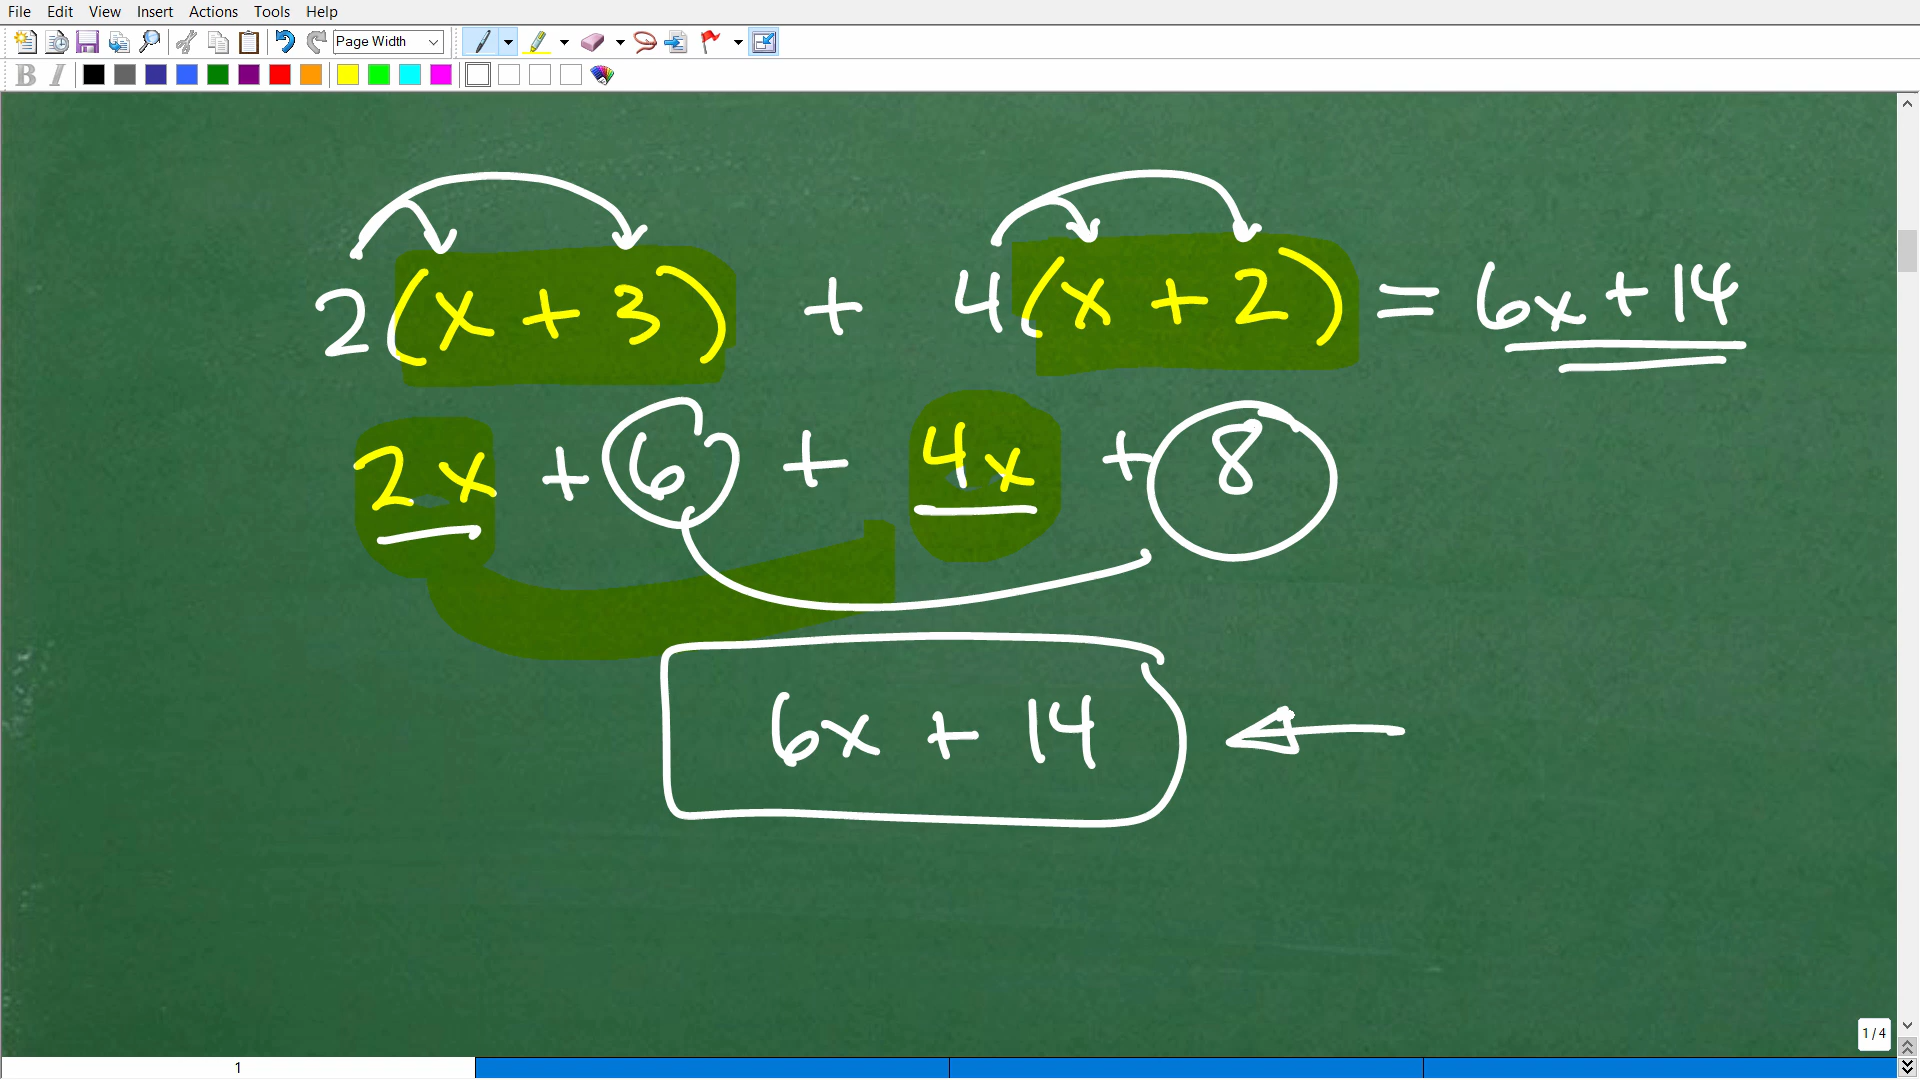 File Edit View Insert Actions Tools Help
Page Width
B I
2(x + 3) + 4(x + 2) = 6x + 14
2x + 6 + 4x + 8
6x + 14
1 / 4
1